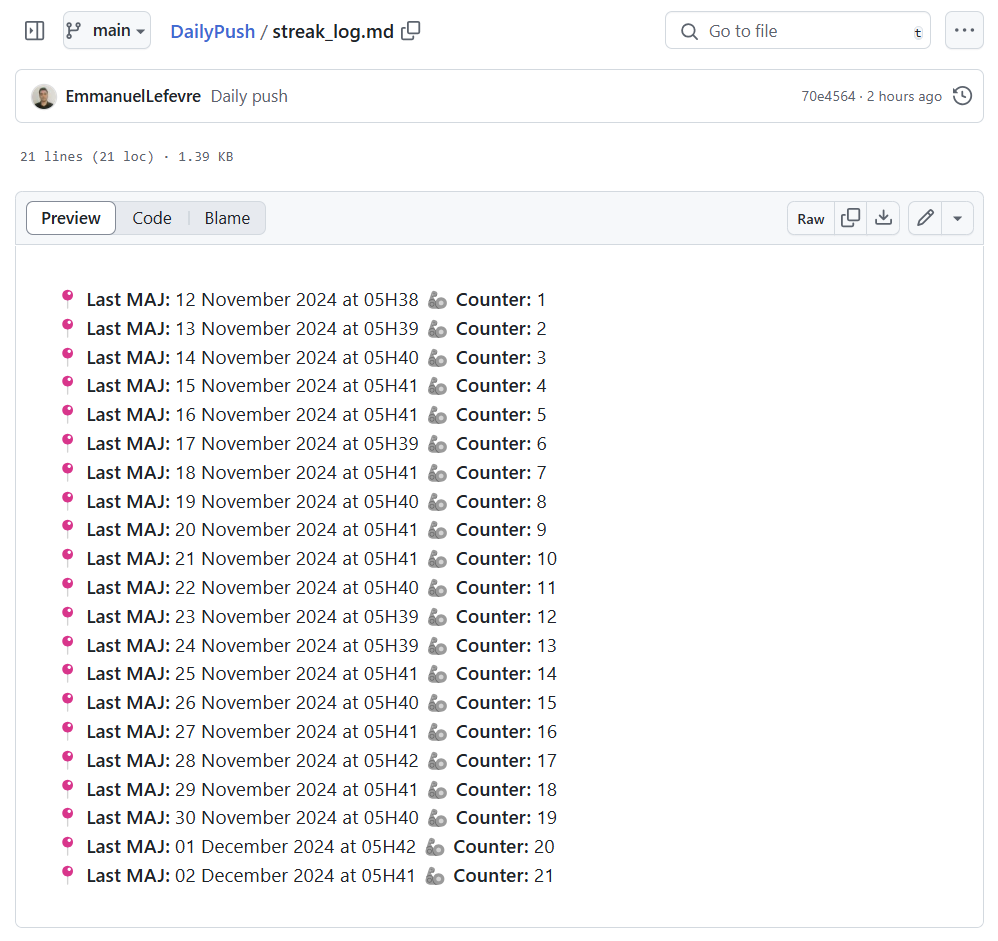 main
DailyPush / streak_log.md
Go to file
t
EmmanuelLefevre Daily push
70e4564 · 2 hours ago
21 lines (21 loc) · 1.39 KB
Preview Code Blame
Raw
Last MAJ: 12 November 2024 at 05H38 🦾 Counter: 1
Last MAJ: 13 November 2024 at 05H39 🦾 Counter: 2
Last MAJ: 14 November 2024 at 05H40 🦾 Counter: 3
Last MAJ: 15 November 2024 at 05H41 🦾 Counter: 4
Last MAJ: 16 November 2024 at 05H41 🦾 Counter: 5
Last MAJ: 17 November 2024 at 05H39 🦾 Counter: 6
Last MAJ: 18 November 2024 at 05H41 🦾 Counter: 7
Last MAJ: 19 November 2024 at 05H40 🦾 Counter: 8
Last MAJ: 20 November 2024 at 05H41 🦾 Counter: 9
Last MAJ: 21 November 2024 at 05H41 🦾 Counter: 10
Last MAJ: 22 November 2024 at 05H40 🦾 Counter: 11
Last MAJ: 23 November 2024 at 05H39 🦾 Counter: 12
Last MAJ: 24 November 2024 at 05H39 🦾 Counter: 13
Last MAJ: 25 November 2024 at 05H41 🦾 Counter: 14
Last MAJ: 26 November 2024 at 05H40 🦾 Counter: 15
Last MAJ: 27 November 2024 at 05H41 🦾 Counter: 16
Last MAJ: 28 November 2024 at 05H42 🦾 Counter: 17
Last MAJ: 29 November 2024 at 05H41 🦾 Counter: 18
Last MAJ: 30 November 2024 at 05H40 🦾 Counter: 19
Last MAJ: 01 December 2024 at 05H42 🦾 Counter: 20
Last MAJ: 02 December 2024 at 05H41 🦾 Counter: 21